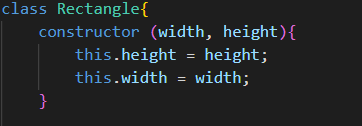 class Rectangle{
    constructor (width, height){
        this.height = height;
        this.width = width;
    }